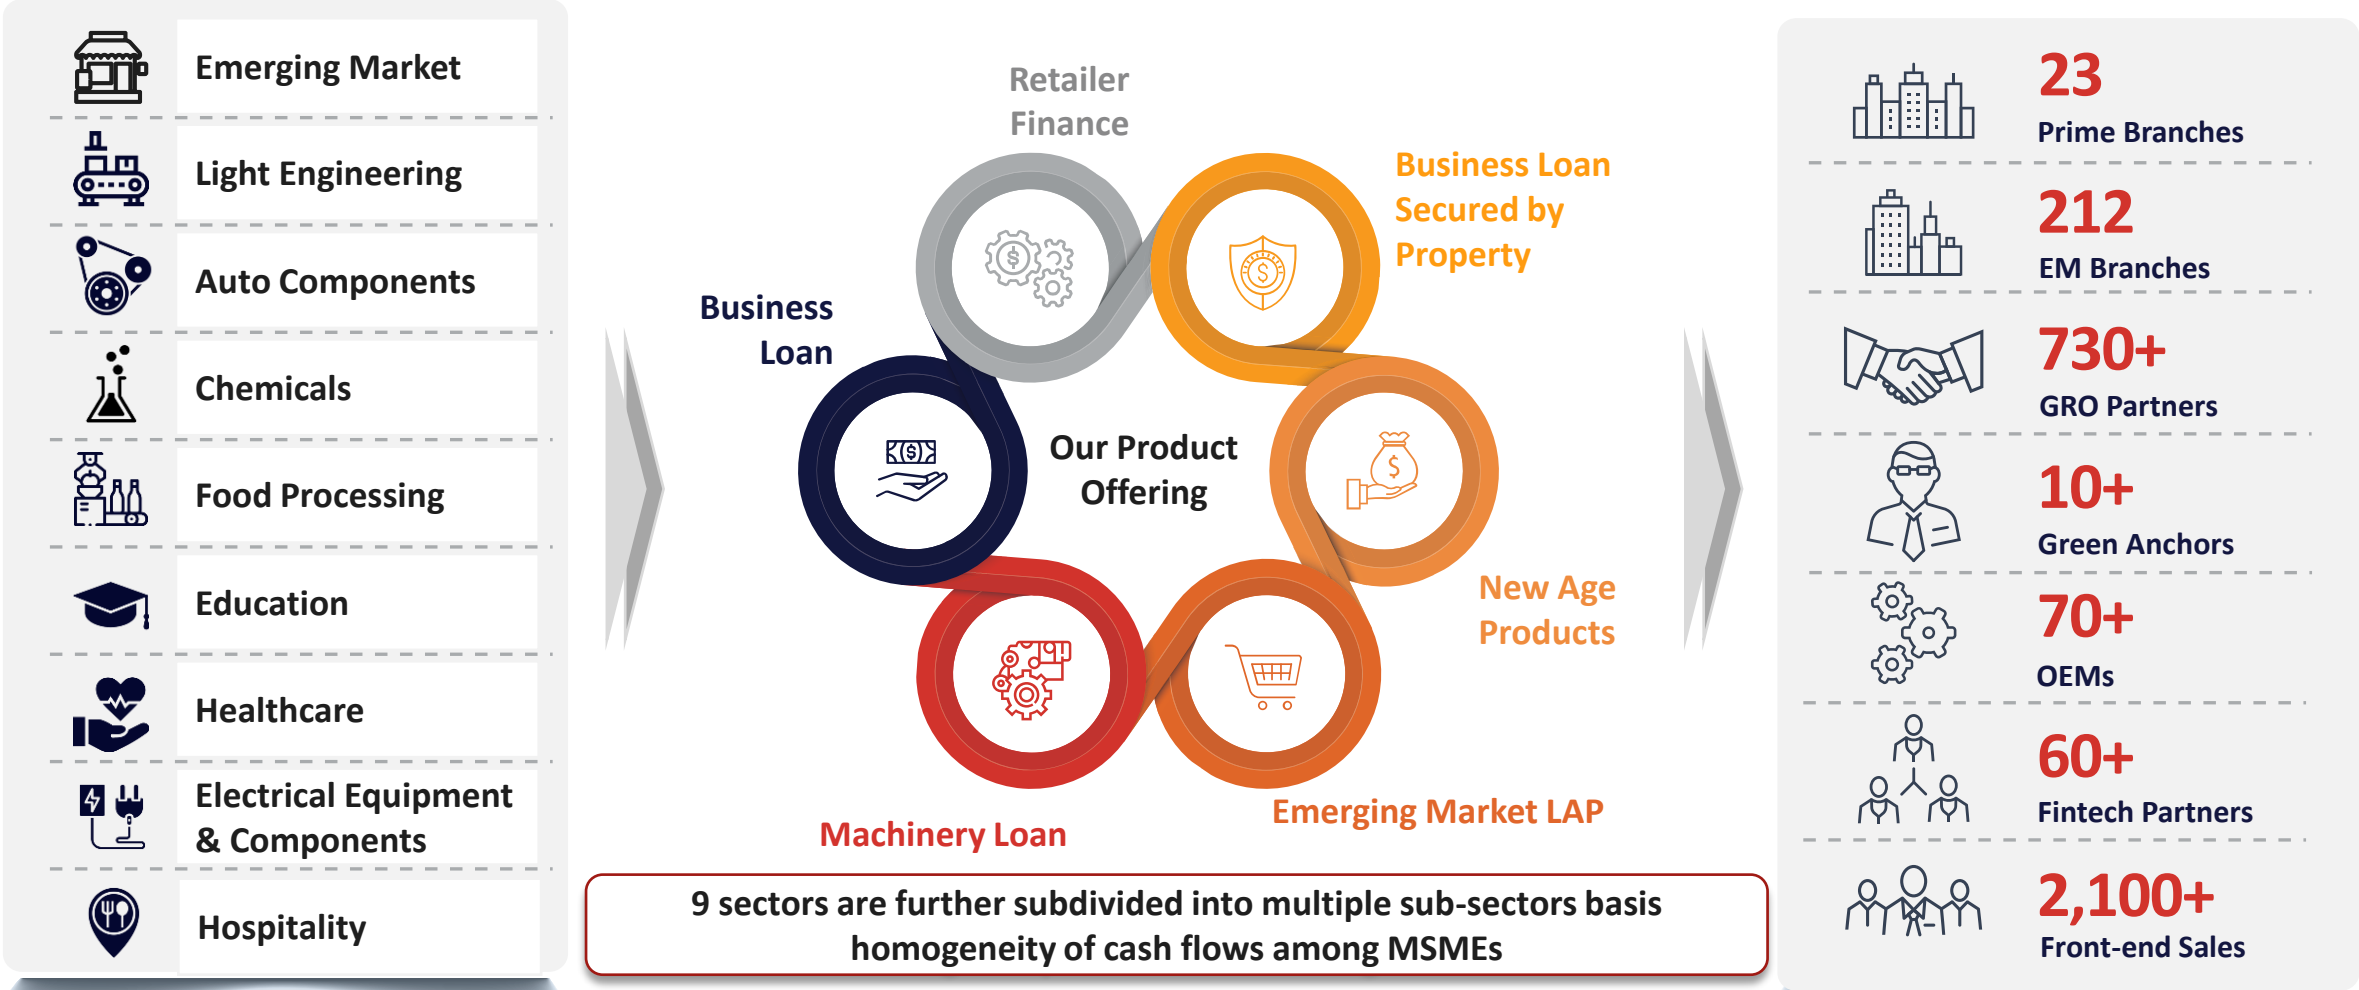 Emerging Market
Light Engineering
Auto Components
Chemicals
Food Processing
Education
Healthcare
Electrical Equipment
& Components
Hospitality
Retailer
Finance
Business Loan
Secured by
Property
Business
Loan
Our Product
Offering
New Age
Products
Emerging Market LAP
Machinery Loan
9 sectors are further subdivided into multiple sub-sectors basis
homogeneity of cash flows among MSMEs
23
Prime Branches
212
EM Branches
730+
GRO Partners
10+
Green Anchors
70+
OEMs
60+
Fintech Partners
2,100+
Front-end Sales